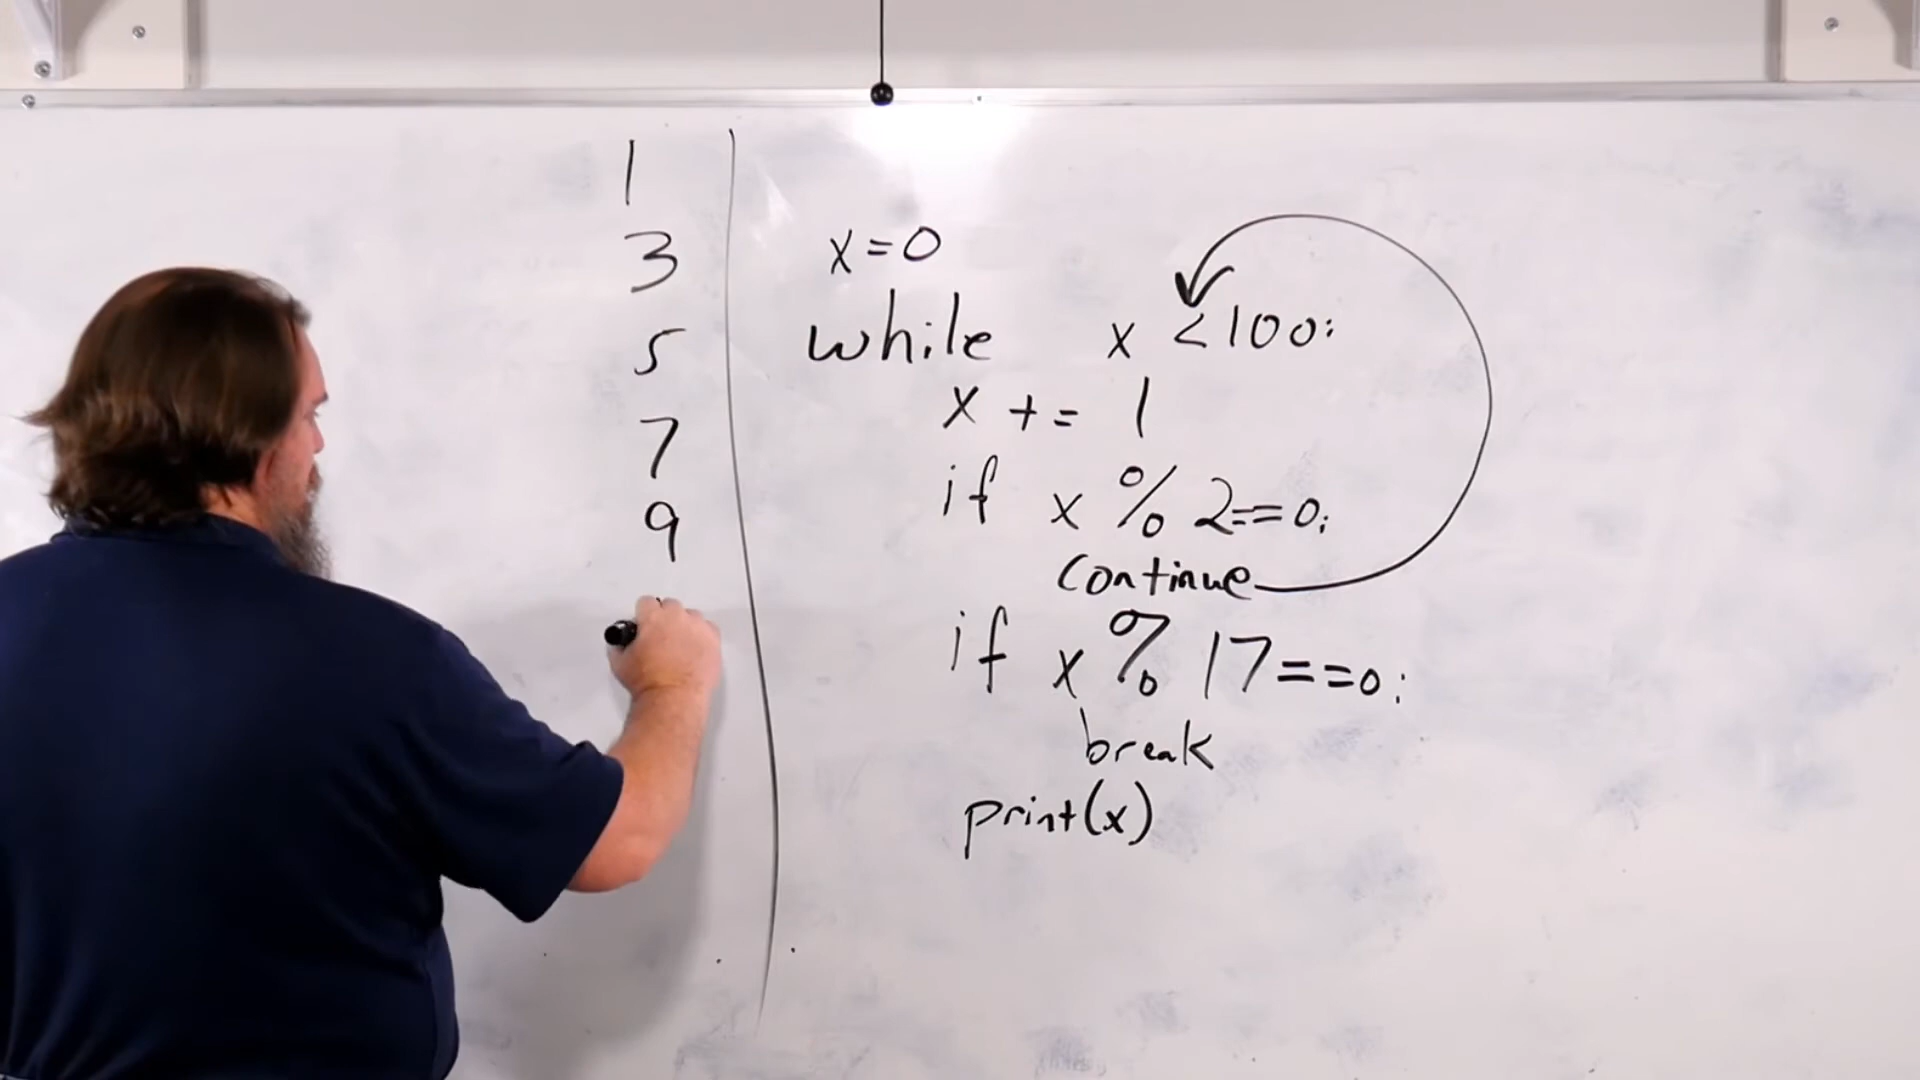 1
3
5
7
9
x=0
while x <100:
x += 1
if x % 2==0:
continue
if x % 17==0:
break
print(x)